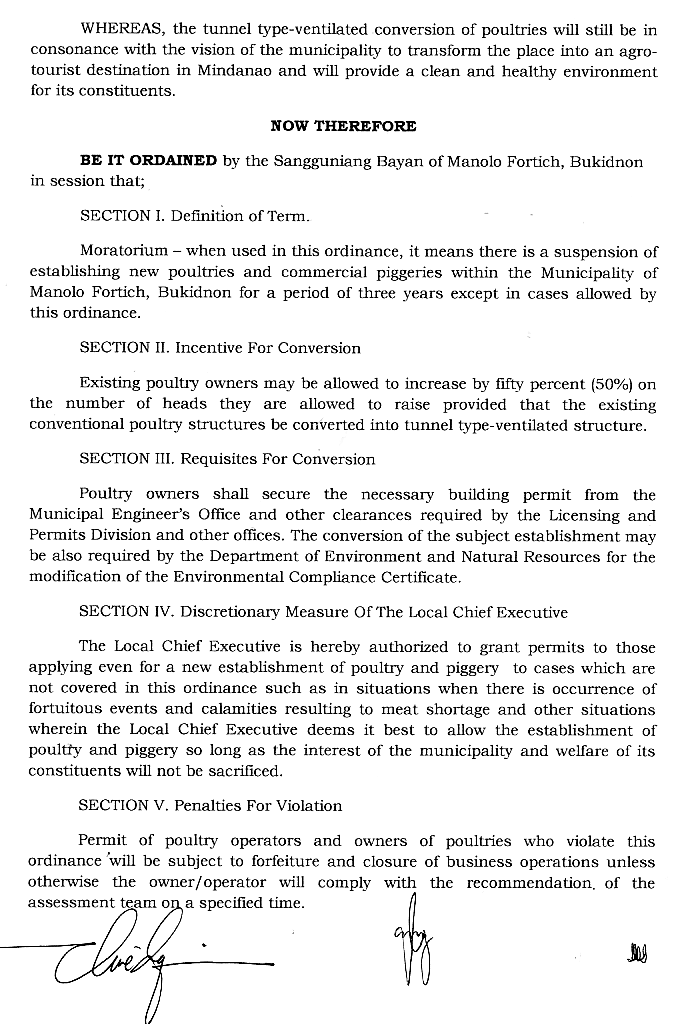 WHEREAS, the tunnel type-ventilated conversion of poultries will still be in
consonance with the vision of the municipality to transform the place into an agro-
tourist destination in Mindanao and will provide a clean and healthy environment
for its constituents.
NOW THEREFORE
BE IT ORDAINED by the Sangguniang Bayan of Manolo Fortich, Bukidnon
in session that;
SECTION I. Definition of Term.
Moratorium – when used in this ordinance, it means there is a suspension of
establishing new poultries and commercial piggeries within the Municipality of
Manolo Fortich, Bukidnon for a period of three years except in cases allowed by
this ordinance.
SECTION II. Incentive For Conversion
Existing poultry owners may be allowed to increase by fifty percent (50%) on
the number of heads they are allowed to raise provided that the existing
conventional poultry structures be converted into tunnel type-ventilated structure.
SECTION III. Requisites For Conversion
Poultry owners shall secure the necessary building permit from the
Municipal Engineer's Office and other clearances required by the Licensing and
Permits Division and other offices. The conversion of the subject establishment may
be also required by the Department of Environment and Natural Resources for the
modification of the Environmental Compliance Certificate.
SECTION IV. Discretionary Measure Of The Local Chief Executive
The Local Chief Executive is hereby authorized to grant permits to those
applying even for a new establishment of poultry and piggery to cases which are
not covered in this ordinance such as in situations when there is occurrence of
fortuitous events and calamities resulting to meat shortage and other situations
wherein the Local Chief Executive deems it best to allow the establishment of
poultry and piggery so long as the interest of the municipality and welfare of its
constituents will not be sacrificed.
SECTION V. Penalties For Violation
Permit of poultry operators and owners of poultries who violate this
ordinance will be subject to forfeiture and closure of business operations unless
otherwise the owner/operator will comply with the recommendation of the
assessment team on a specified time.